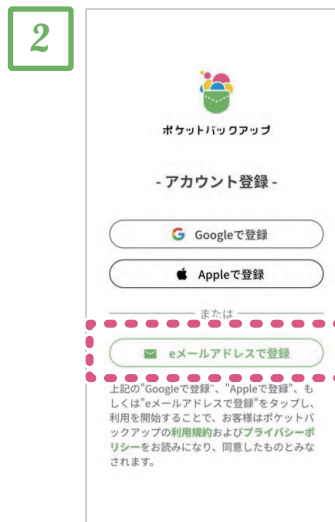 2
ポケットバックアップ
- アカウント登録 -
Googleで登録
Appleで登録
または
eメールアドレスで登録
上記の"Googleで登録"、"Appleで登録"、も
しくは"eメールアドレスで登録"をタップし、
利用を開始することで、お客様はポケットバ
ックアップの利用規約およびプライバシーポ
リシーをお読みになり、同意したものとみな
されます。